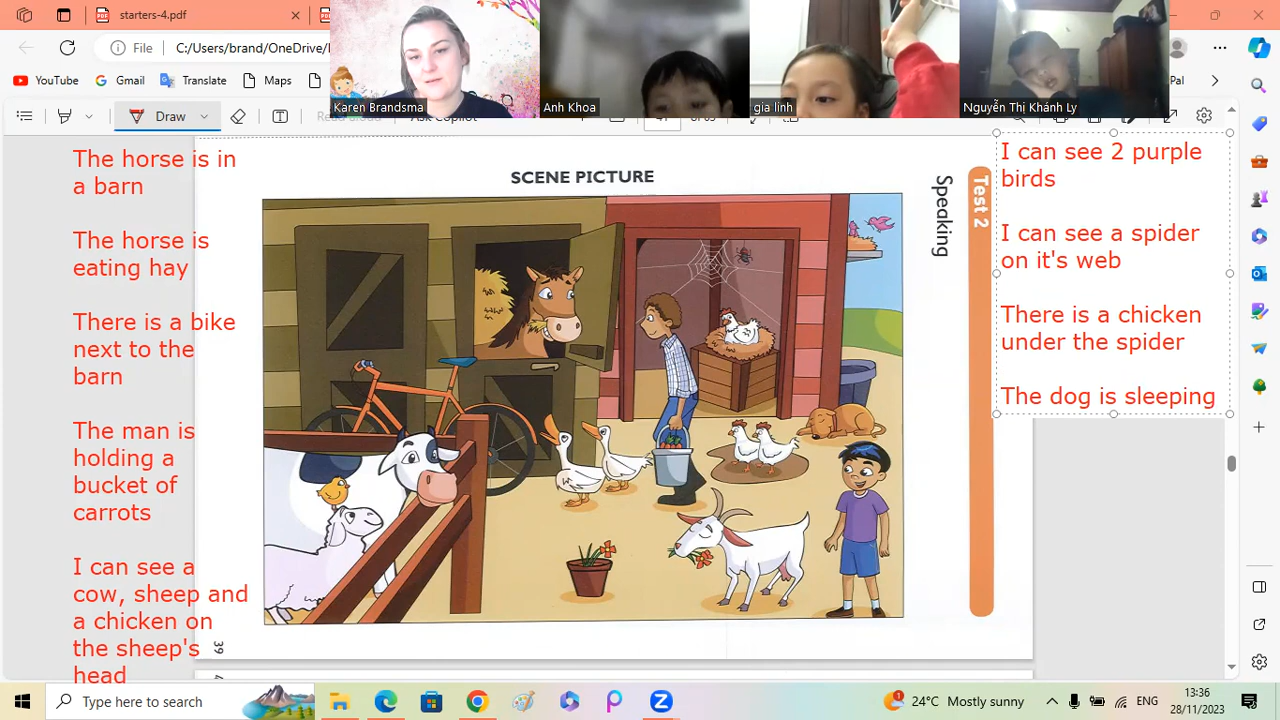 starters-4.pdf
File
C:/Users/brand/OneDrive/
YouTube
Gmail
Translate
Maps
Pal
Karen Brandsma
Anh Khoa
gia linh
Nguyễn Thị Khánh Ly
Draw
Read aloud
Ask Copilot
The horse is in
a barn
The horse is
eating hay
There is a bike
next to the
barn
The man is
holding a
bucket of
carrots
I can see a
cow, sheep and
a chicken on
the sheep's
head
SCENE PICTURE
Speaking
Test 2
39
I can see 2 purple
birds
I can see a spider
on it's web
There is a chicken
under the spider
The dog is sleeping
Type here to search
1
24°C Mostly sunny
ENG
13:36
28/11/2023